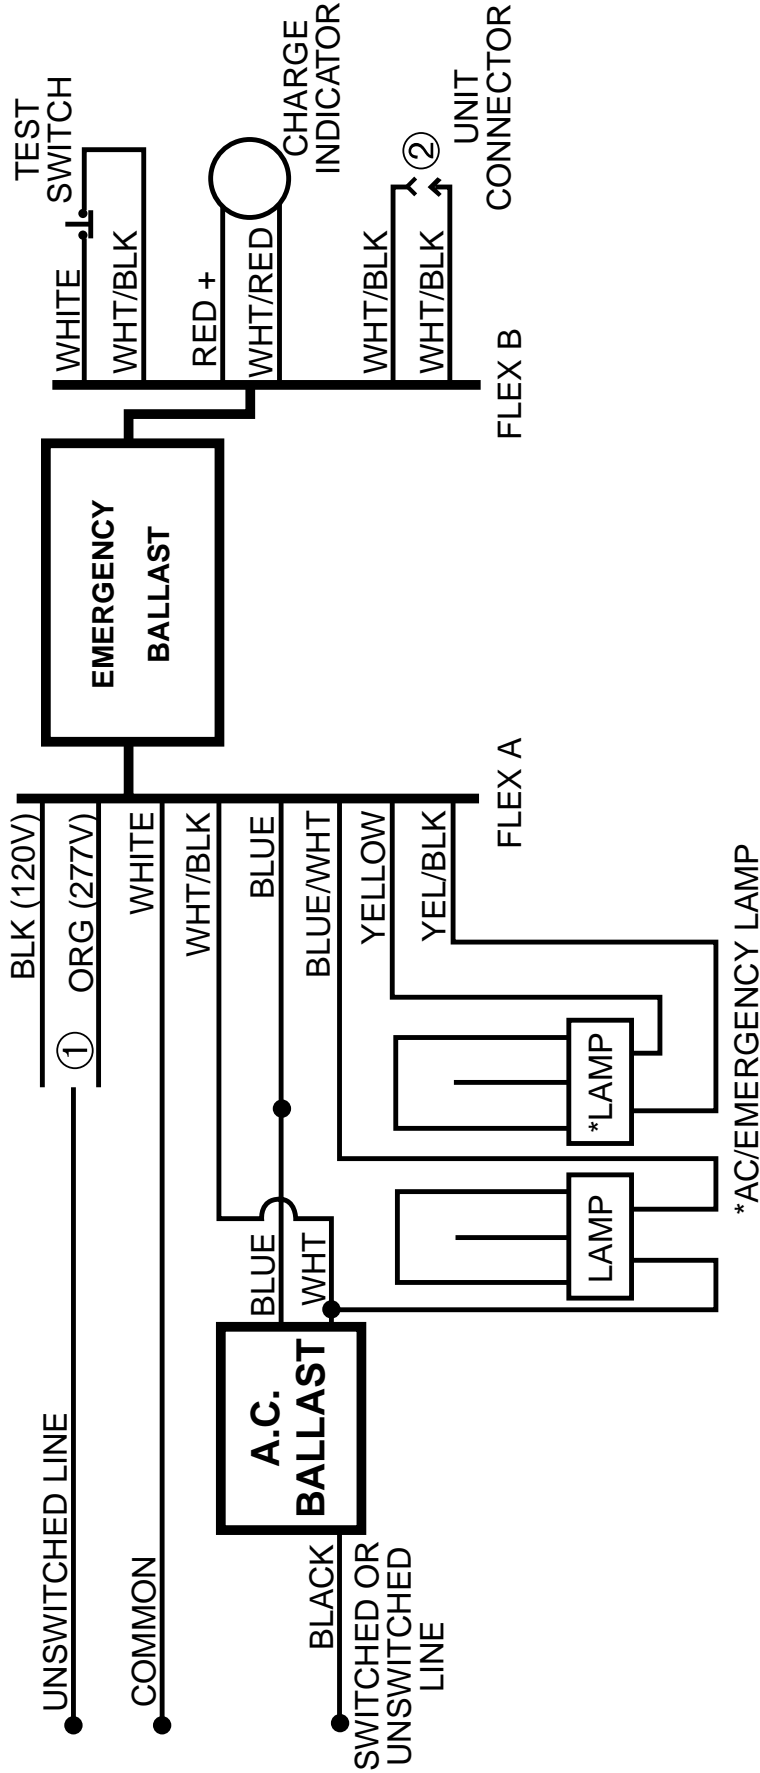 UNSWITCHED LINE
COMMON
BLACK
SWITCHED OR
UNSWITCHED
LINE
A.C.
BALLAST
BLUE
WHT
LAMP
*LAMP
*AC/EMERGENCY LAMP
①
BLK (120V)
ORG (277V)
WHITE
WHT/BLK
BLUE
BLUE/WHT
YELLOW
YEL/BLK
FLEX A
EMERGENCY
BALLAST
FLEX B
WHITE
WHT/BLK
RED +
WHT/RED
WHT/BLK
WHT/BLK
TEST
SWITCH
CHARGE
INDICATOR
②
UNIT
CONNECTOR